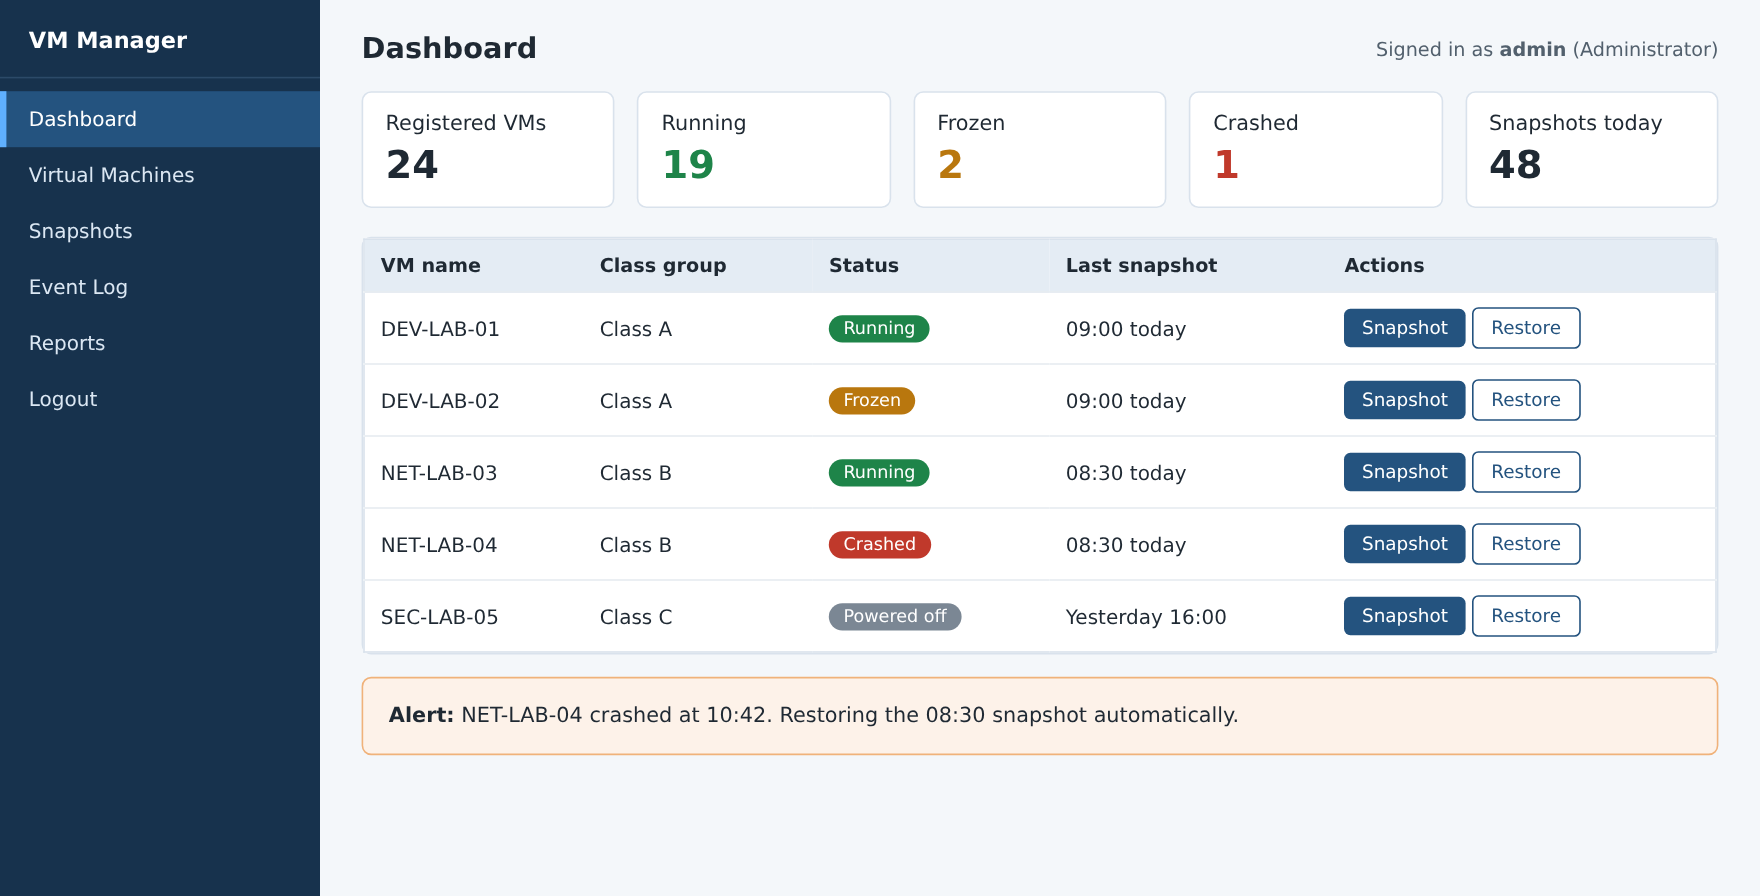 VM Manager
Dashboard
Virtual Machines
Snapshots
Event Log
Reports
Logout
Dashboard
Signed in as admin (Administrator)
Registered VMs
24
Running
19
Frozen
2
Crashed
1
Snapshots today
48
VM name Class group Status Last snapshot Actions
DEV-LAB-01 Class A Running 09:00 today Snapshot Restore
DEV-LAB-02 Class A Frozen 09:00 today Snapshot Restore
NET-LAB-03 Class B Running 08:30 today Snapshot Restore
NET-LAB-04 Class B Crashed 08:30 today Snapshot Restore
SEC-LAB-05 Class C Powered off Yesterday 16:00 Snapshot Restore
Alert: NET-LAB-04 crashed at 10:42. Restoring the 08:30 snapshot automatically.